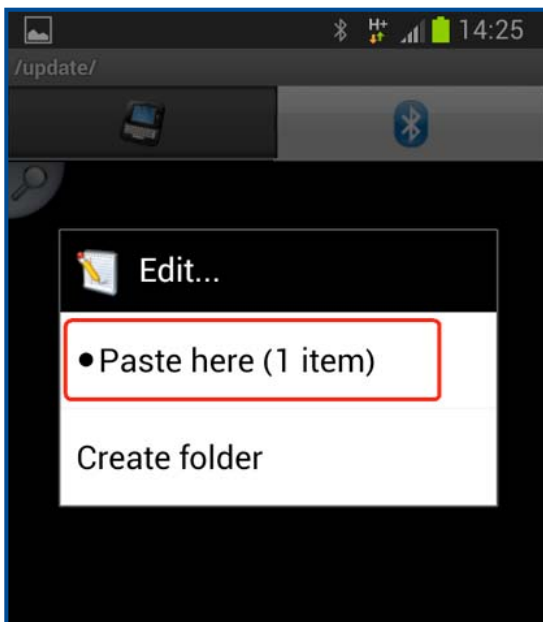 H+ 14:25
/update/
Edit...
•Paste here (1 item)
Create folder